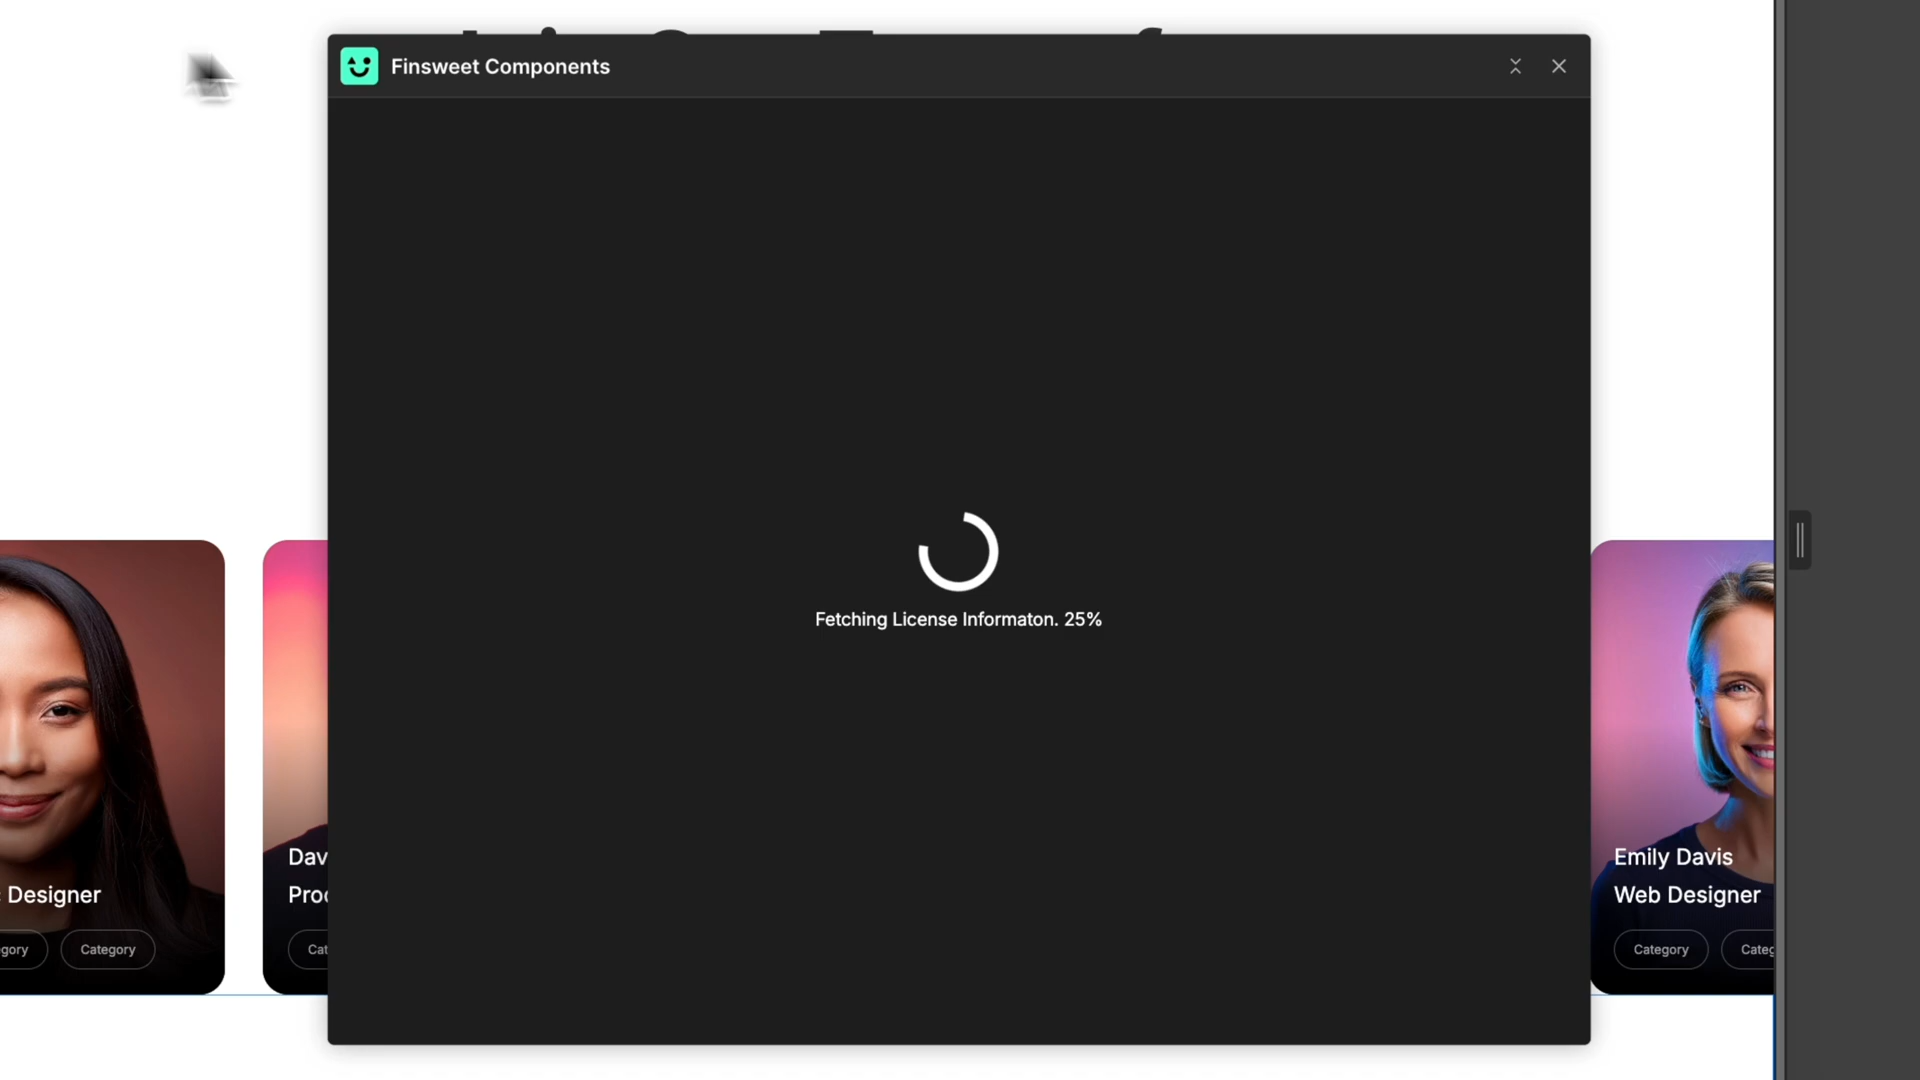 Finsweet Components
Fetching License Informaton. 25%
Designer
Category
Emily Davis
Web Designer
Category